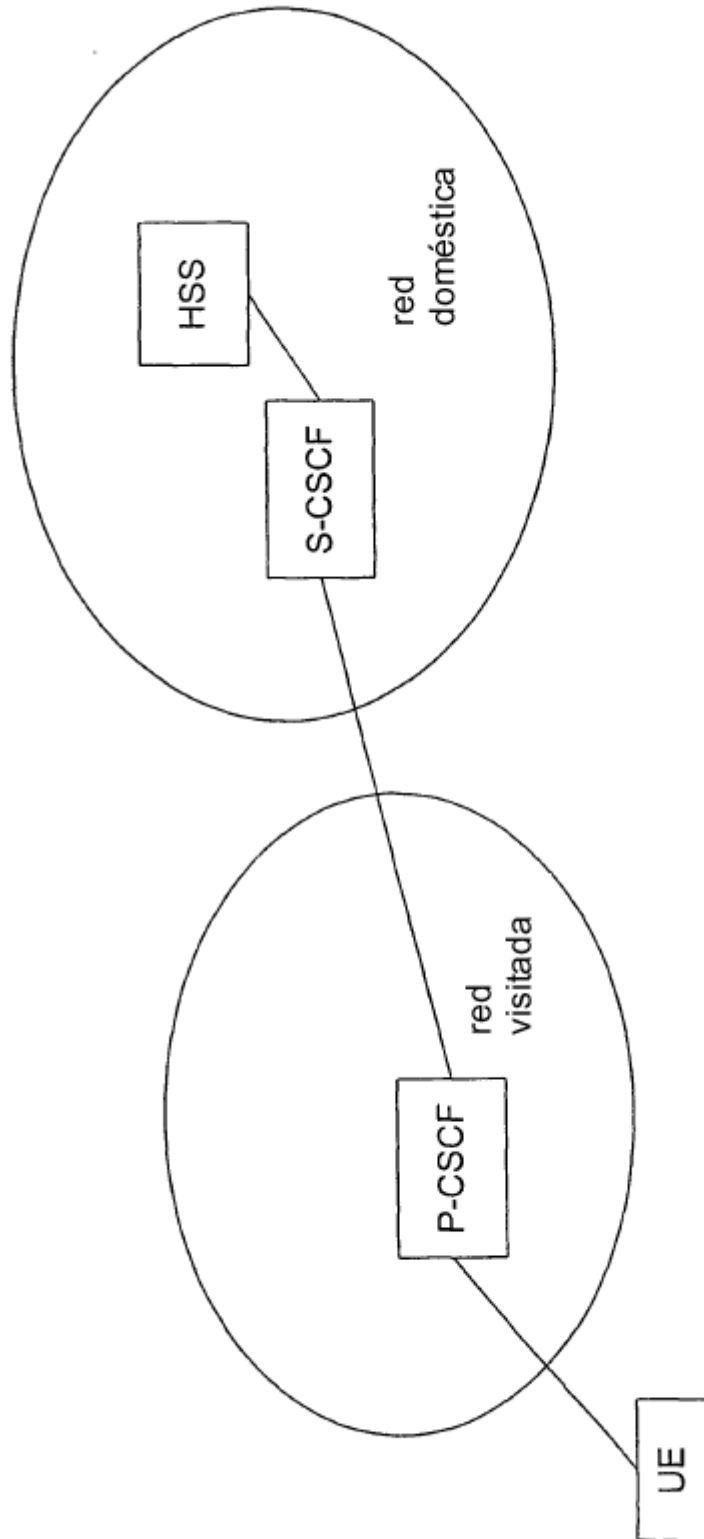 HSS
S-CSCF
red
doméstica
P-CSCF
red
visitada
UE